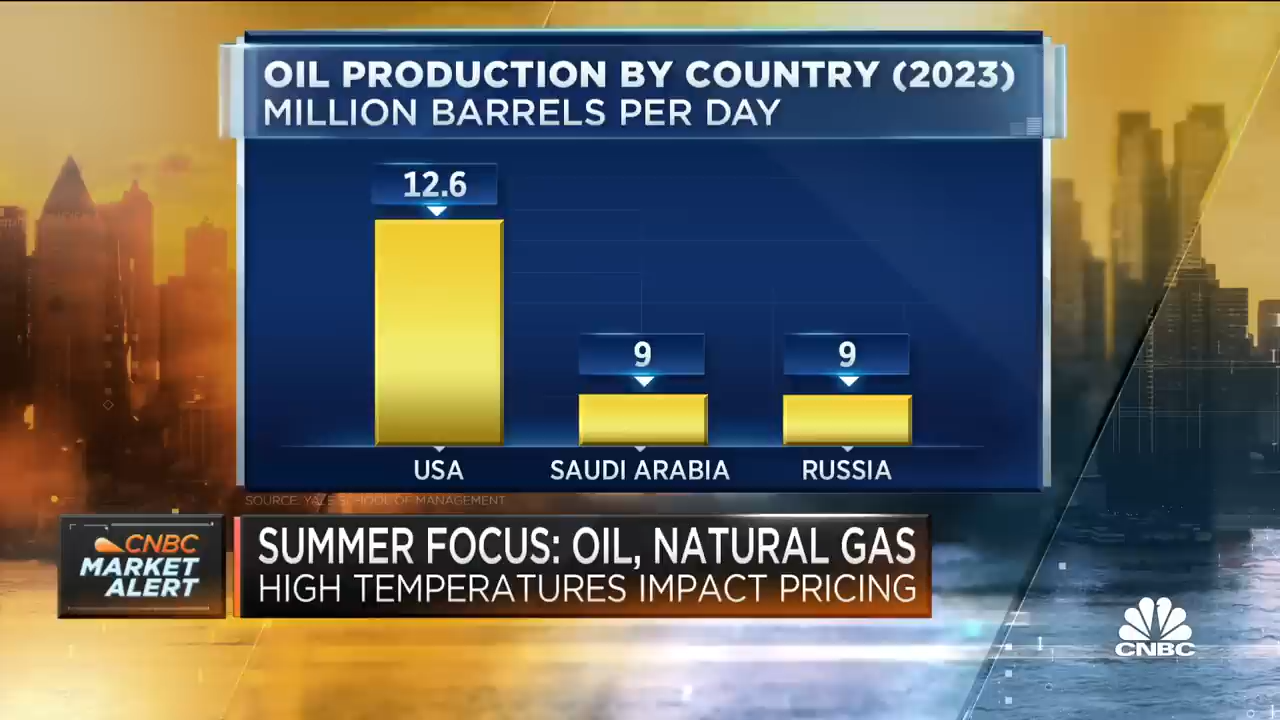 OIL PRODUCTION BY COUNTRY (2023)
MILLION BARRELS PER DAY
12.6
9
9
USA
SAUDI ARABIA
RUSSIA
SOURCE: YALE SCHOOL OF MANAGEMENT
CNBC
MARKET
ALERT
SUMMER FOCUS: OIL, NATURAL GAS
HIGH TEMPERATURES IMPACT PRICING
CNBC